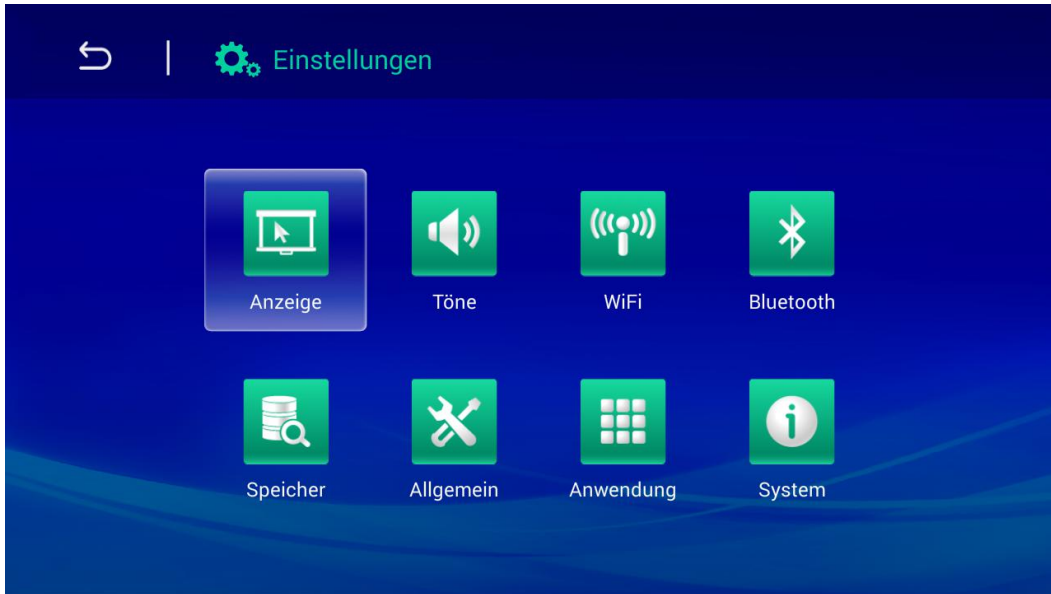 Einstellungen
Anzeige Töne WiFi Bluetooth
Speicher Allgemein Anwendung System